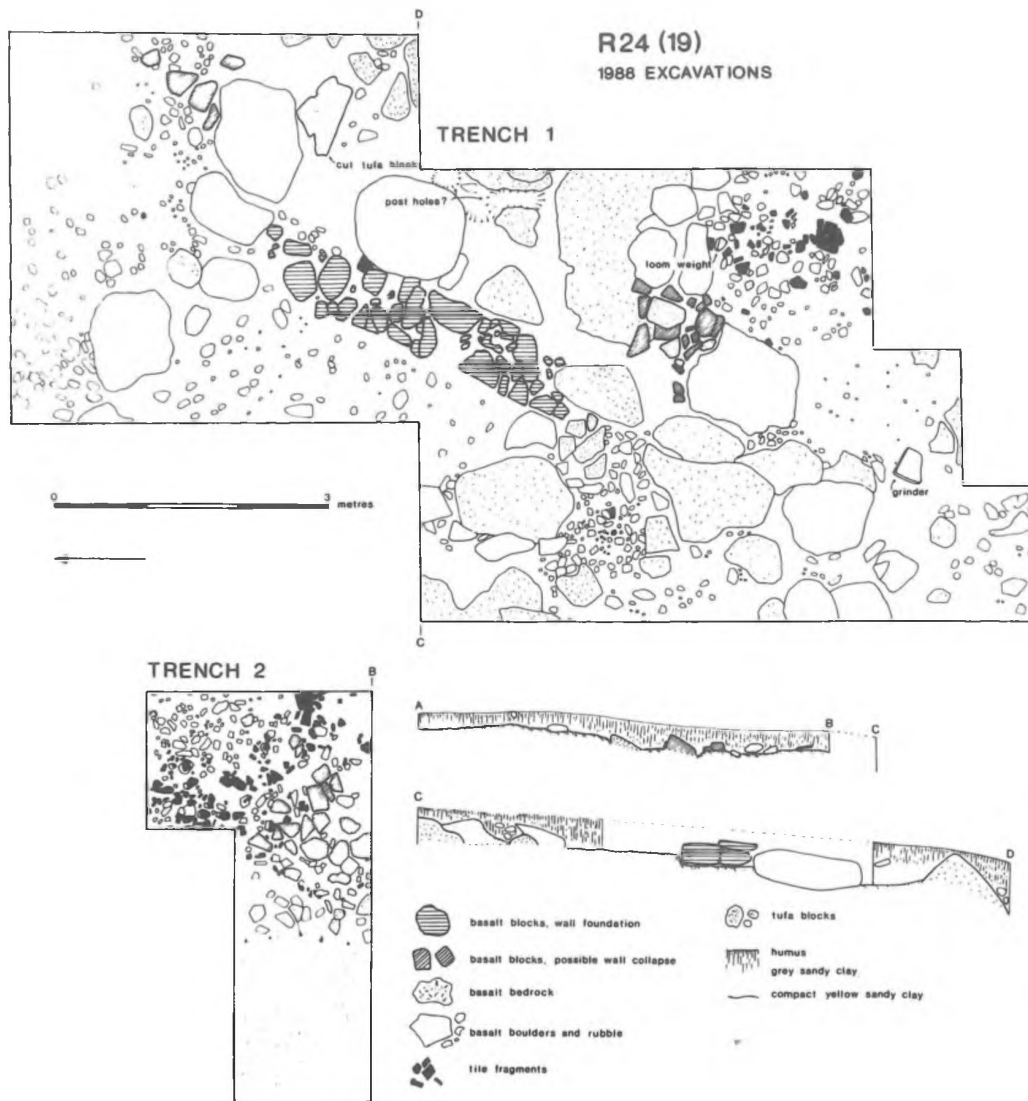 D
R24 (19)
1988 EXCAVATIONS
TRENCH 1
cut tufa blocks
post holes?
loom weight
grinder
0 3
metres
C
TRENCH 2
B
A
B
C
C
D
basalt blocks, wall foundation
basalt blocks, possible wall collapse
basalt bedrock
basalt boulders and rubble
tile fragments
tufa blocks
humus
grey sandy clay
compact yellow sandy clay